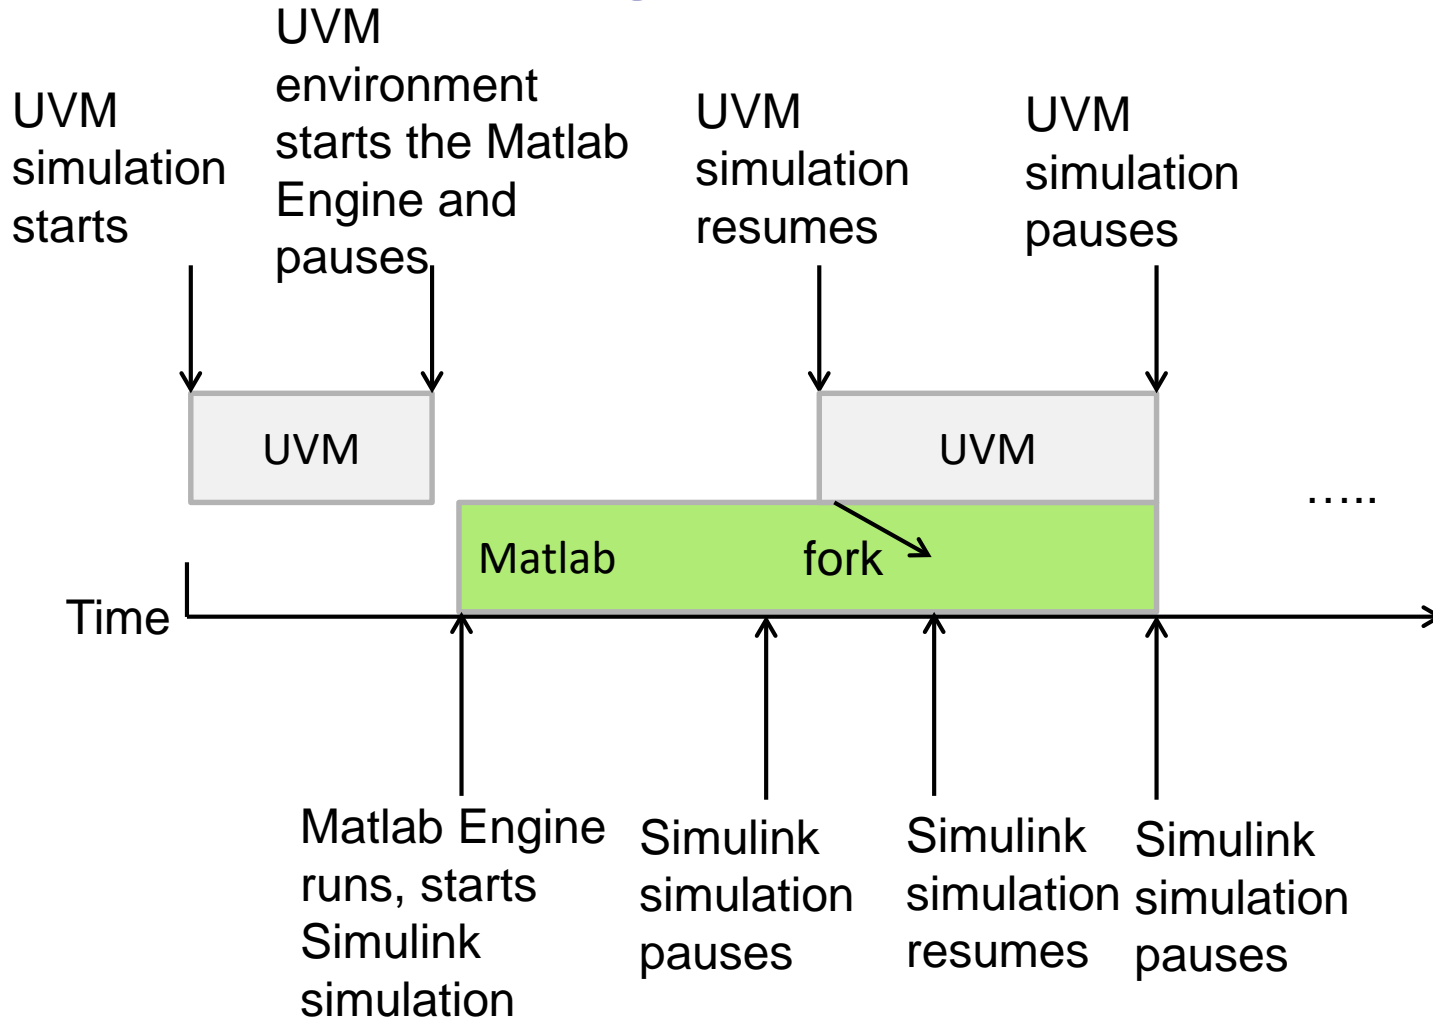 UVM
simulation
starts
UVM
environment
starts the Matlab
Engine and
pauses
UVM
simulation
resumes
UVM
simulation
pauses
UVM
UVM
.....
Matlab
fork
Time
Matlab Engine
runs, starts
Simulink
simulation
Simulink
simulation
pauses
Simulink
simulation
resumes
Simulink
simulation
pauses